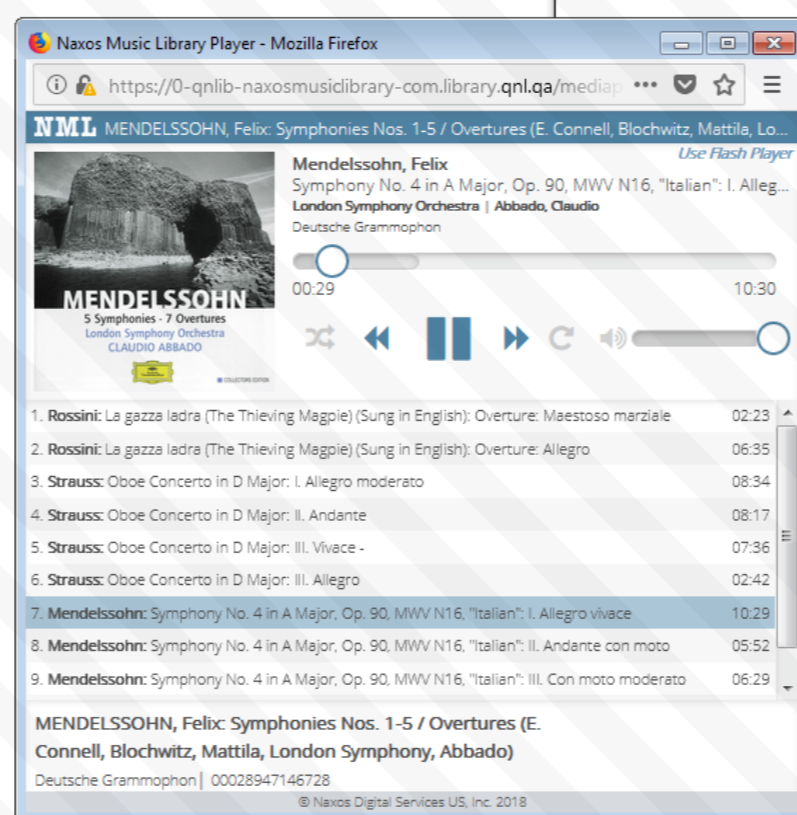 Naxos Music Library Player - Mozilla Firefox
https://0-qnlib-naxosmusiclibrary-com.library.qnl.qa/mediap
NML MENDELSSOHN, Felix: Symphonies Nos. 1-5 / Overtures (E. Connell, Blochwitz, Mattila, Lo...
Use Flash Player
Mendelssohn, Felix
Symphony No. 4 in A Major, Op. 90, MWV N16, "Italian": I. Alleg...
London Symphony Orchestra | Abbado, Claudio
Deutsche Grammophon
00:29 10:30
MENDELSSOHN
5 Symphonies · 7 Overtures
London Symphony Orchestra
CLAUDIO ABBADO
COLLECTORS EDITION
1. Rossini: La gazza ladra (The Thieving Magpie) (Sung in English): Overture: Maestoso marziale 02:23
2. Rossini: La gazza ladra (The Thieving Magpie) (Sung in English): Overture: Allegro 06:35
3. Strauss: Oboe Concerto in D Major: I. Allegro moderato 08:34
4. Strauss: Oboe Concerto in D Major: II. Andante 08:17
5. Strauss: Oboe Concerto in D Major: III. Vivace - 07:36
6. Strauss: Oboe Concerto in D Major: III. Allegro 02:42
7. Mendelssohn: Symphony No. 4 in A Major, Op. 90, MWV N16, "Italian": I. Allegro vivace 10:29
8. Mendelssohn: Symphony No. 4 in A Major, Op. 90, MWV N16, "Italian": II. Andante con moto 05:52
9. Mendelssohn: Symphony No. 4 in A Major, Op. 90, MWV N16, "Italian": III. Con moto moderato 06:29
MENDELSSOHN, Felix: Symphonies Nos. 1-5 / Overtures (E.
Connell, Blochwitz, Mattila, London Symphony, Abbado)
Deutsche Grammophon| 00028947146728
© Naxos Digital Services US, Inc. 2018